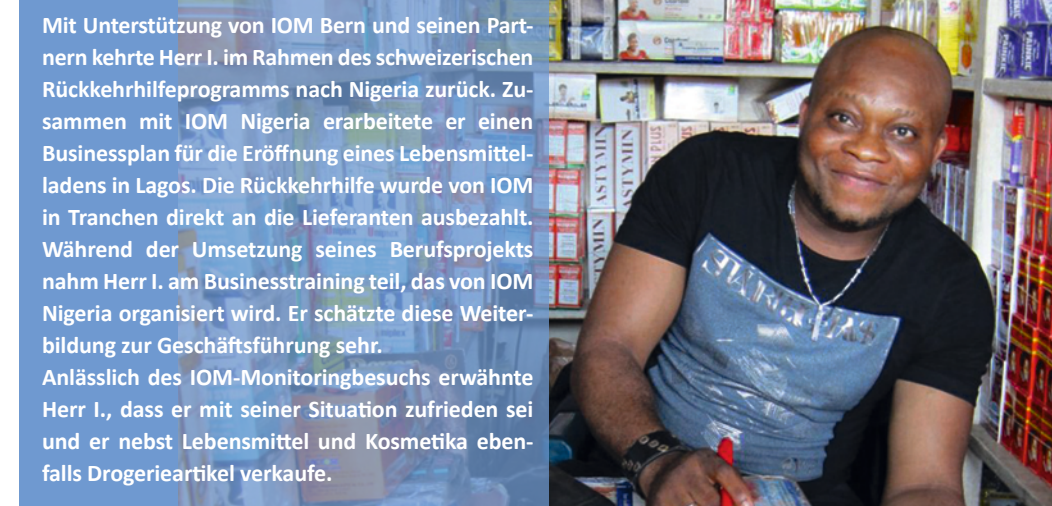 Mit Unterstützung von IOM Bern und seinen Part-
nern kehrte Herr I. im Rahmen des schweizerischen
Rückkehrhilfeprogramms nach Nigeria zurück. Zu-
sammen mit IOM Nigeria erarbeitete er einen
Businessplan für die Eröffnung eines Lebensmittel-
ladens in Lagos. Die Rückkehrhilfe wurde von IOM
in Tranchen direkt an die Lieferanten ausbezahlt.
Während der Umsetzung seines Berufsprojekts
nahm Herr I. am Businesstraining teil, das von IOM
Nigeria organisiert wird. Er schätzte diese Weiter-
bildung zur Geschäftsführung sehr.
Anlässlich des IOM-Monitoringbesuchs erwähnte
Herr I., dass er mit seiner Situation zufrieden sei
und er nebst Lebensmittel und Kosmetika eben-
falls Drogerieartikel verkaufe.
ASTYMIN
ASTYMIN
PLUS